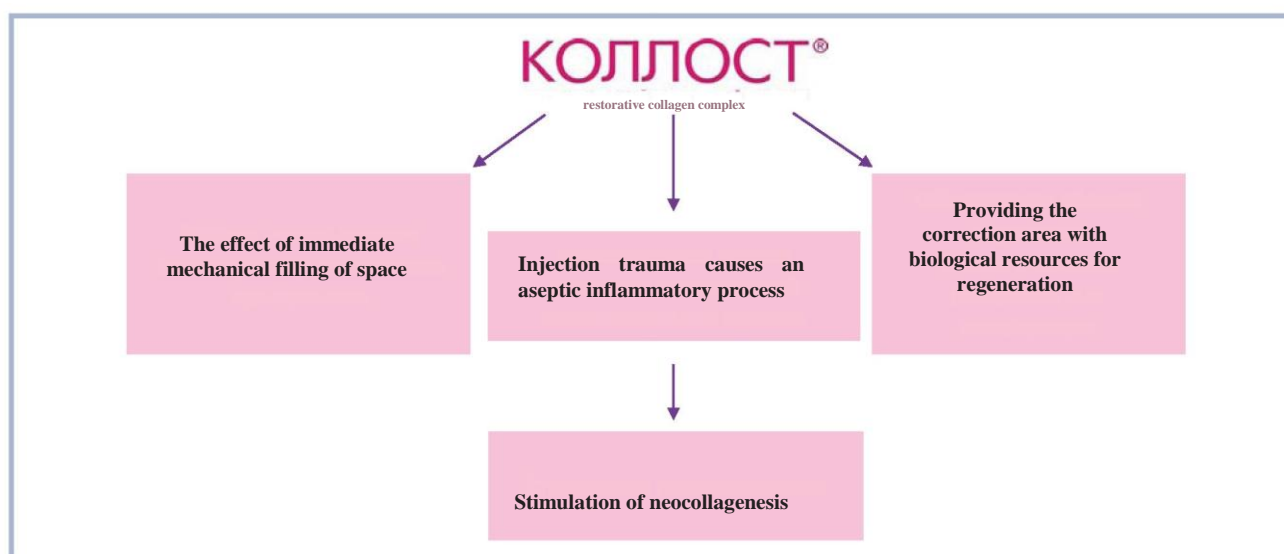 КОЛЛОСТ®
restorative collagen complex
The effect of immediate
mechanical filling of space
Injection trauma causes an
aseptic inflammatory process
Providing the
correction area with
biological resources for
regeneration
Stimulation of neocollagenesis